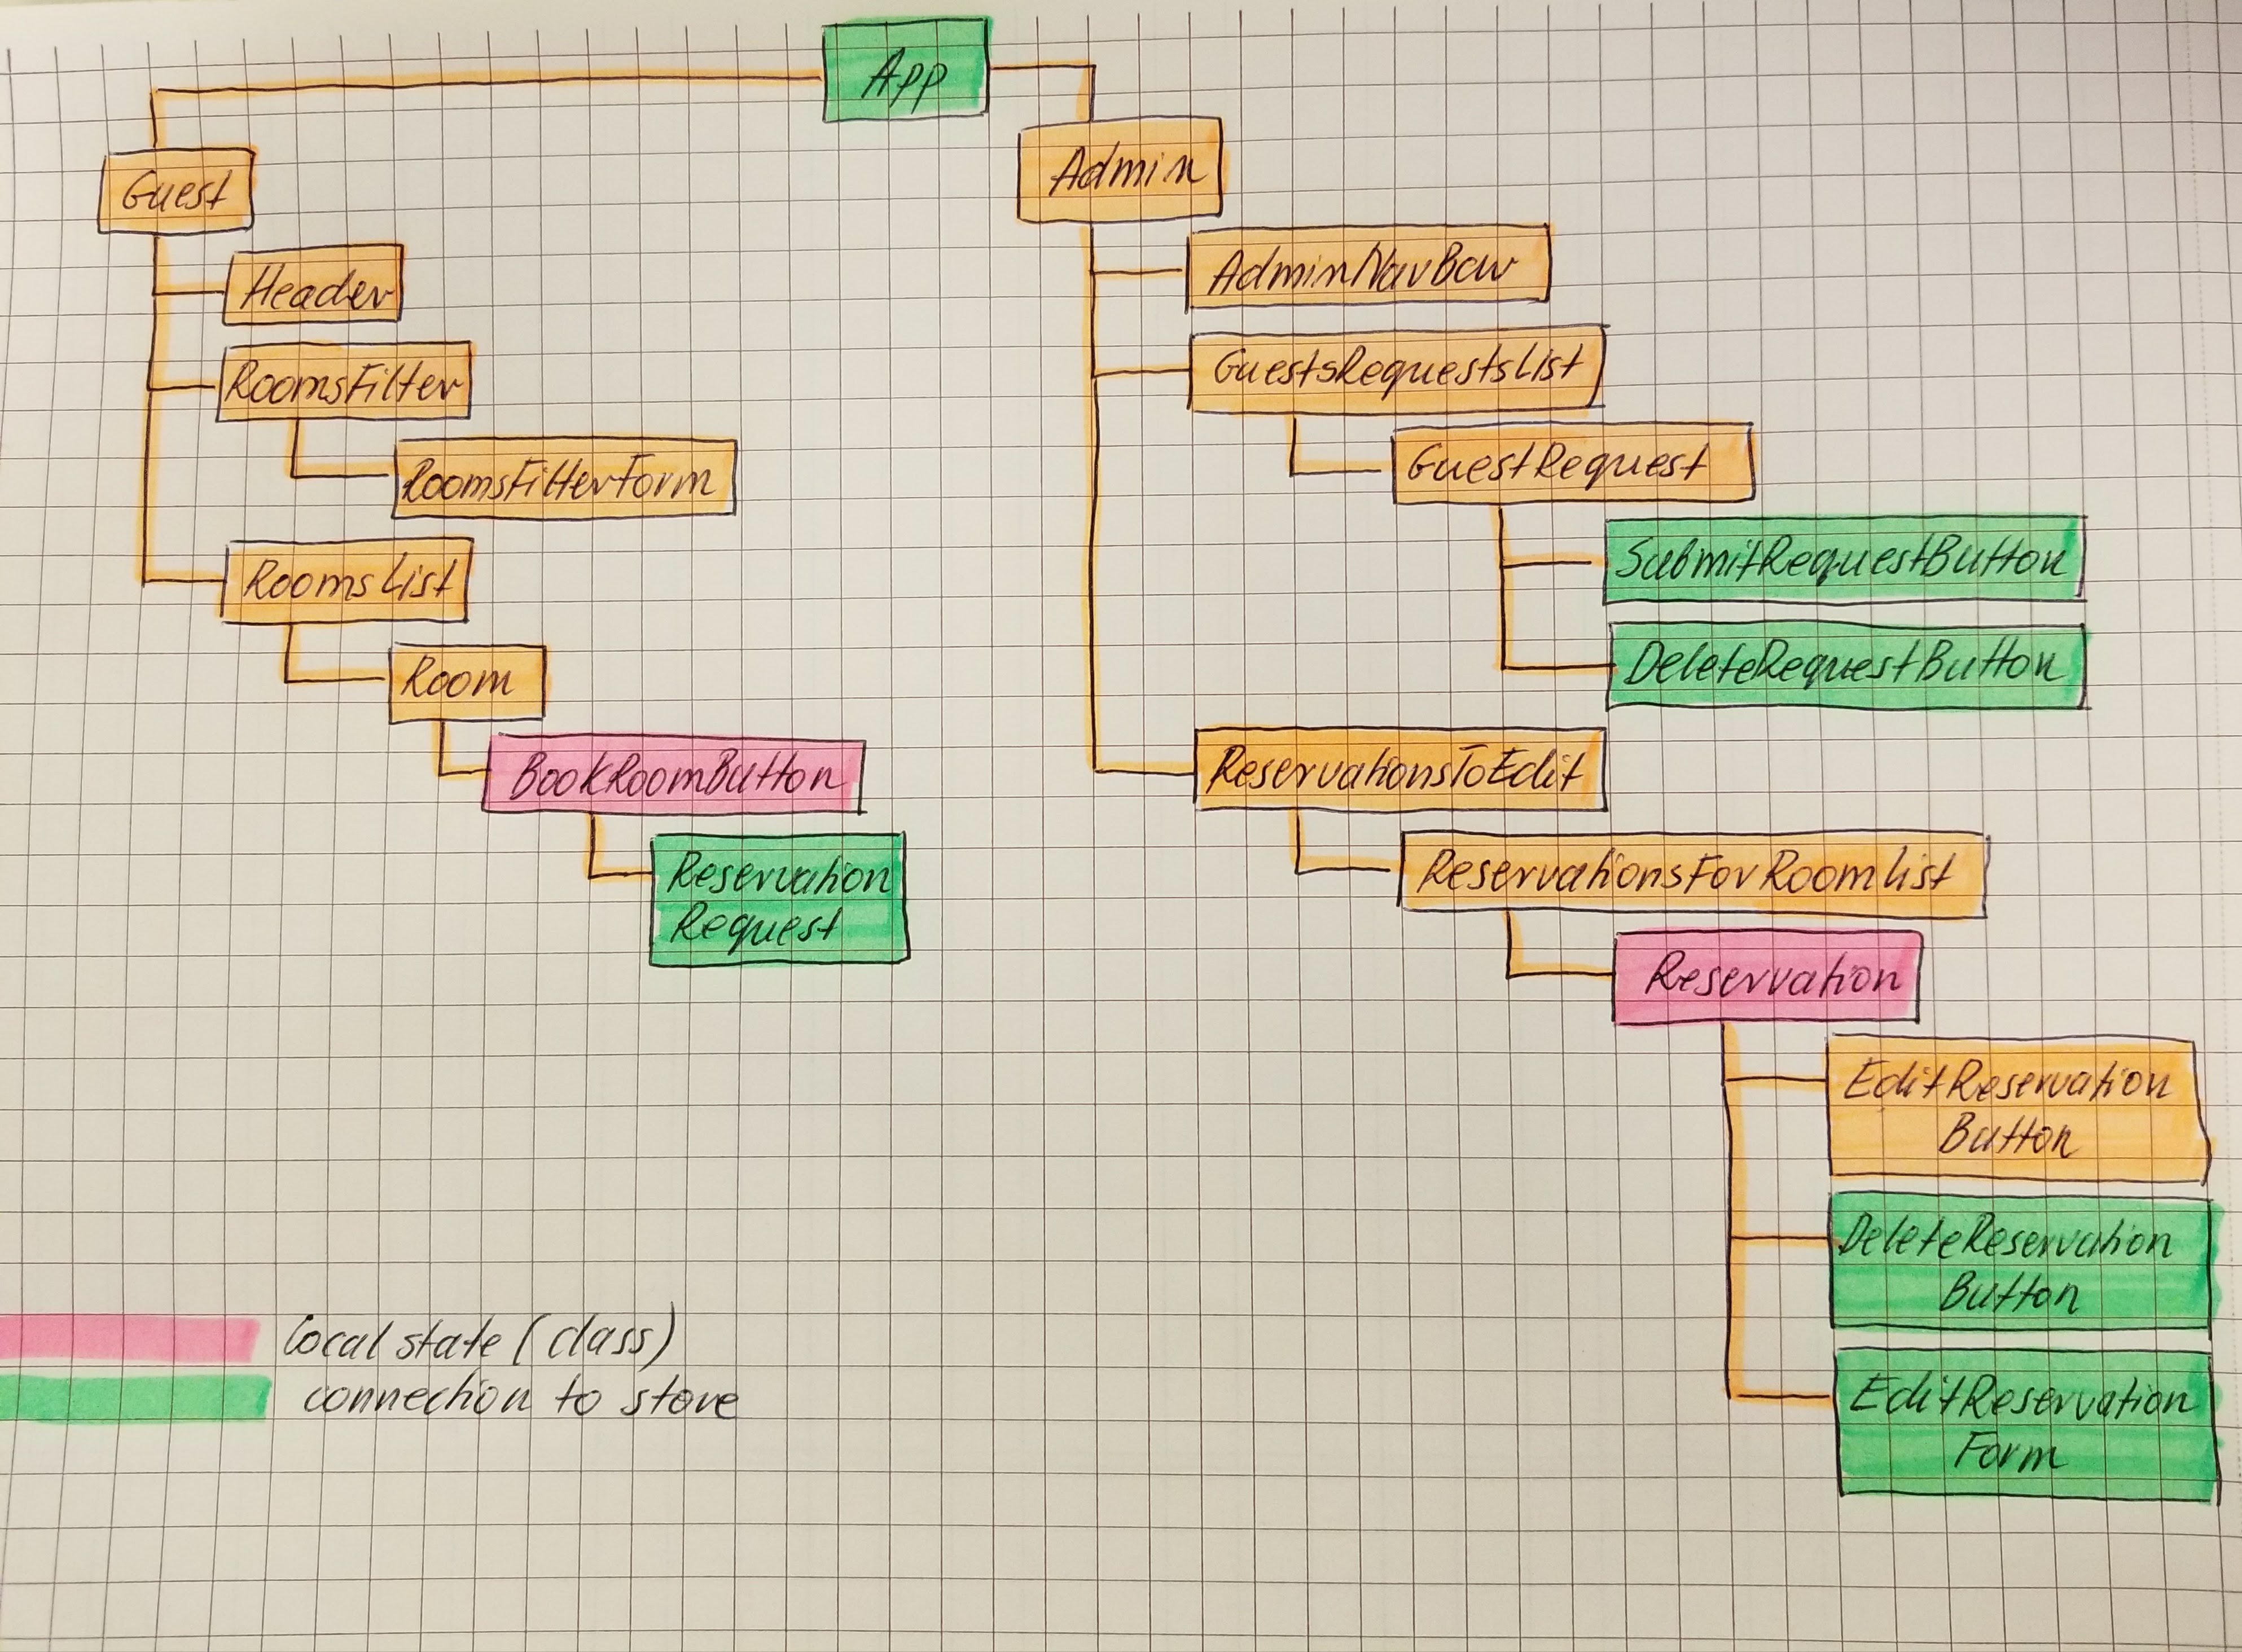 App
Guest
Header
RoomsFilter
RoomsFilterForm
RoomsList
Room
BookRoomButton
Reservation
Request
Admin
AdminNavBar
GuestsRequestsList
GuestRequest
SubmitRequestButton
DeleteRequestButton
ReservationsToEdit
ReservationsForRoomList
Reservation
EditReservation
Button
DeleteReservation
Button
EditReservation
Form
local state (class)
connection to store